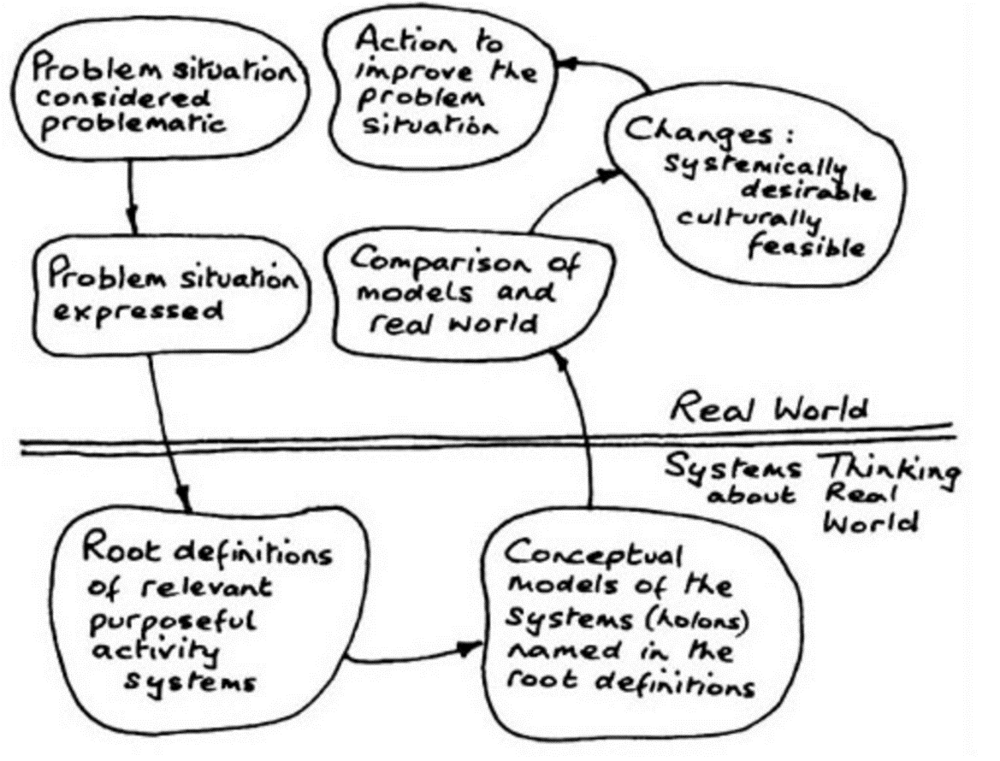 Problem situation
considered
problematic
Problem situation
expressed
Root definitions
of relevant
purposeful
activity
systems
Conceptual
models of the
systems (holons)
named in the
root definitions
Comparison of
models and
real world
Changes:
systemically
desirable
culturally
feasible
Action to
improve the
problem
situation
Real World
Systems Thinking
about Real
World